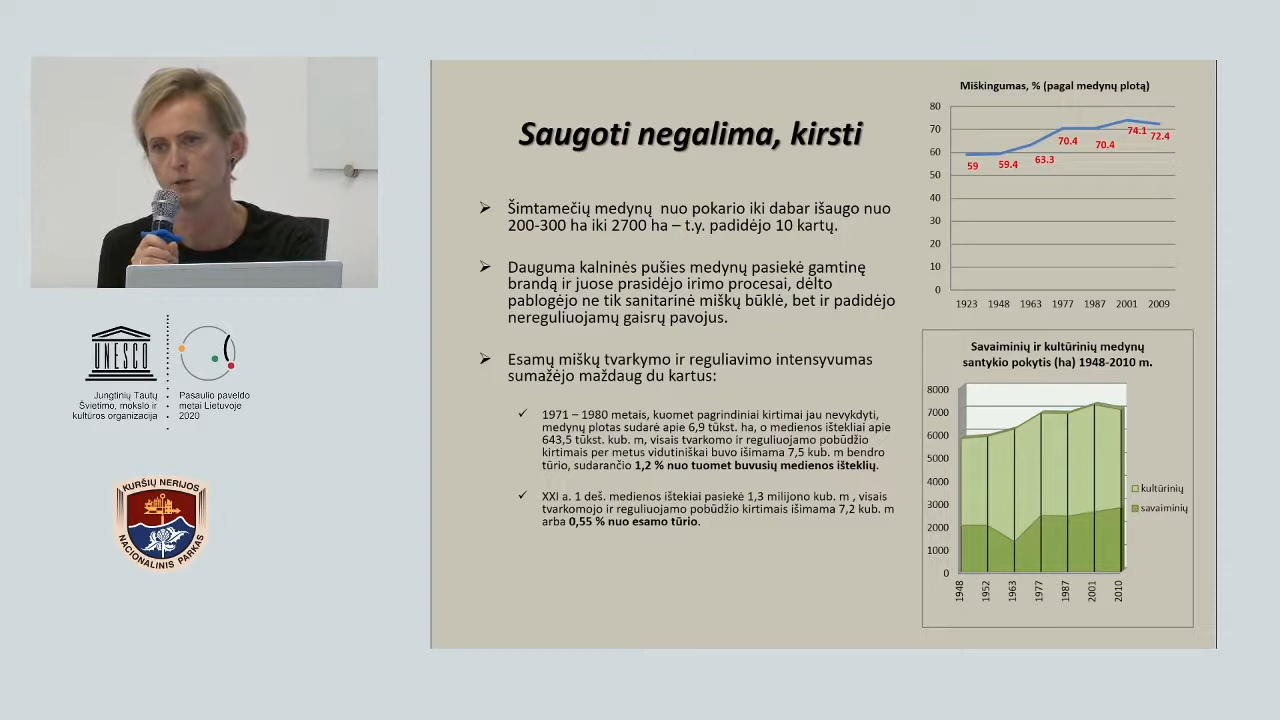 Saugoti negalima, kirsti
Šimtamečių medynų nuo pokario iki dabar išaugo nuo
200-300 ha iki 2700 ha – t.y. padidėjo 10 kartų.
Dauguma kalninės pušies medynų pasiekė gamtinę
brandą ir juose prasidėjo irimo procesai, dėlto
pablogėjo ne tik sanitarinė miškų būklė, bet ir padidėjo
nereguliuojamų gaisrų pavojus.
Esamų miškų tvarkymo ir reguliavimo intensyvumas
sumažėjo maždaug du kartus:
1971 – 1980 metais, kuomet pagrindiniai kirtimai jau nevykdyti,
medynų plotas sudarė apie 6,9 tūkst. ha, o medienos ištekliai apie
643,5 tūkst. kub. m, visais tvarkomo ir reguliuojamo pobūdžio
kirtimais per metus vidutiniškai buvo išimama 7,5 kub. m bendro
tūrio, sudarančio 1,2 % nuo tuomet buvusių medienos išteklių.
XXI a. 1 deš. medienos ištekiai pasiekė 1,3 milijono kub. m , visais
tvarkomojo ir reguliuojamo pobūdžio kirtimais išimama 7,2 kub. m
arba 0,55 % nuo esamo tūrio.
Miškingumas, % (pagal medynų plotą)
80
70
60
50
40
30
20
10
0
59
59.4
63.3
70.4
70.4
74.1
72.4
1923 1948 1963 1977 1987 2001 2009
Savaiminių ir kultūrinių medynų
santykio pokytis (ha) 1948-2010 m.
8000
7000
6000
5000
4000
3000
2000
1000
0
1948 1952 1963 1977 1987 2001 2010
kultūrinių
savaiminių
UNESCO
Jungtinių Tautų
Švietimo, mokslo ir
kultūros organizacija
Pasaulio paveldo
metai Lietuvoje
2020
KURŠIŲ NERIJOS
NACIONALINIS PARKAS